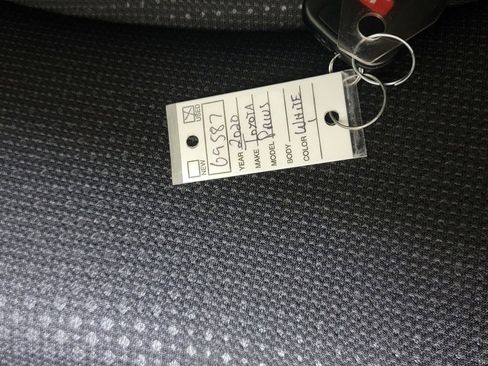 NEW
USED
69587
YEAR 2020
MAKE TOYOTA
MODEL PRIUS
BODY
COLOR WHITE